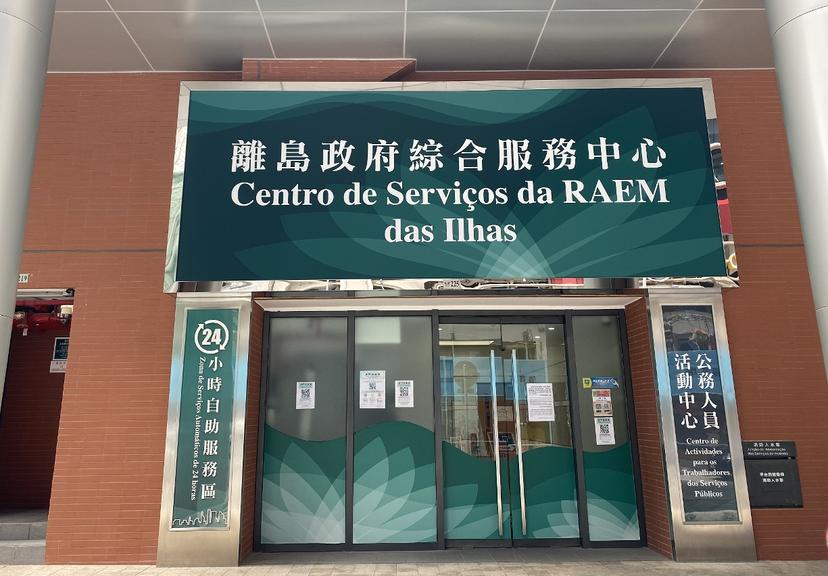 離島政府綜合服務中心
Centro de Serviços da RAEM
das Ilhas
24
小時自助服務區
Zona de Serviços Automáticos de 24 horas
公務人員
活動中心
Centro de
Actividades
para os
Trabalhadores
dos Serviços
Públicos